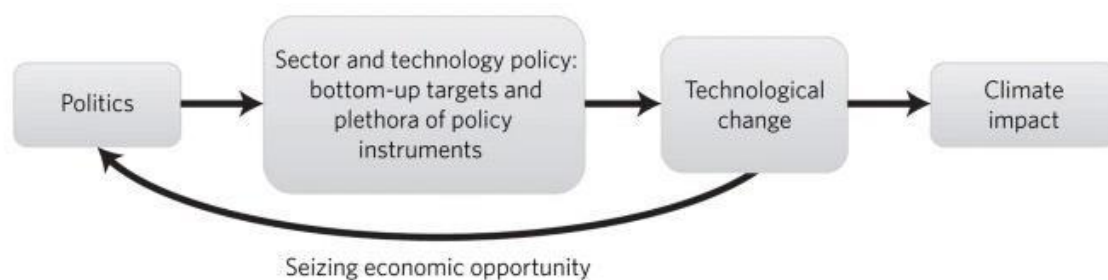 Politics
Sector and technology policy:
bottom-up targets and
plethora of policy
instruments
Technological
change
Climate
impact
Seizing economic opportunity